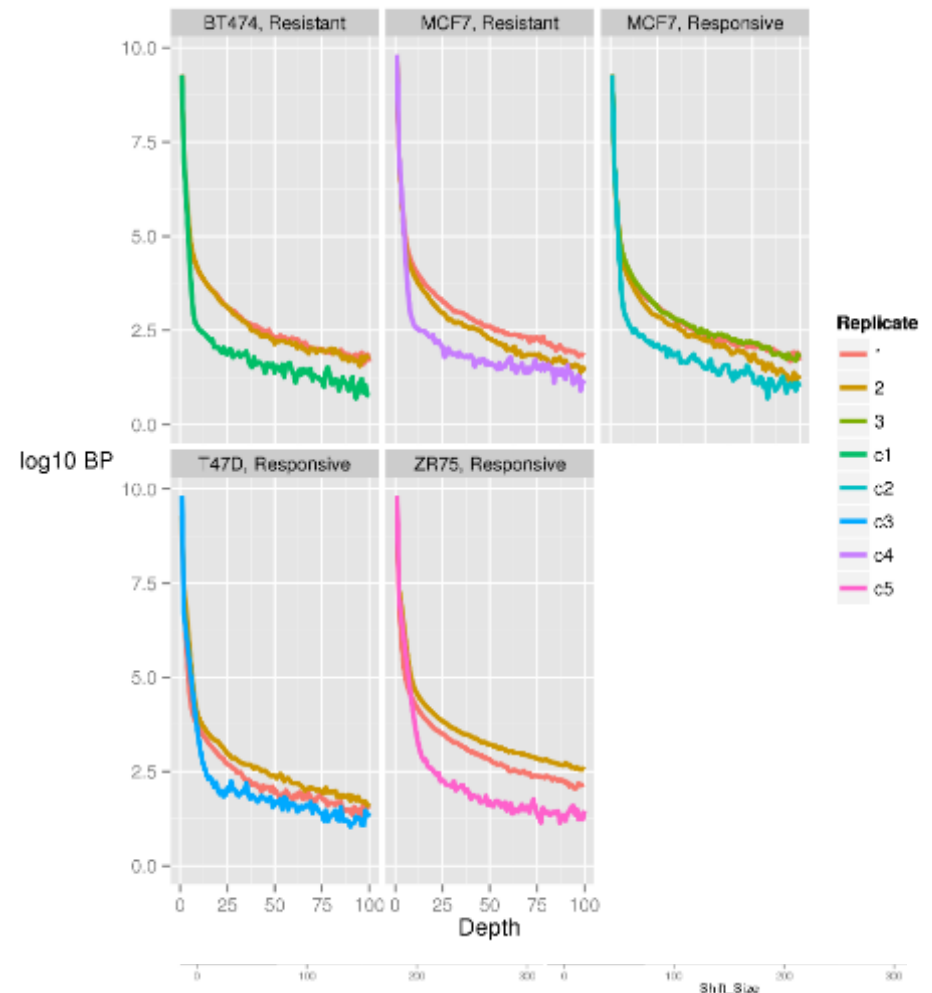 BT474, Resistant
MCF7, Resistant
MCF7, Responsive
10.0
7.5
5.0
2.5
0.0
log10 BP
T47D, Responsive
ZR75, Responsive
10.0
7.5
5.0
2.5
0.0
0 25 50 75 100
0 25 50 75 100
Depth
Replicate
2
3
c1
c2
c3
c4
c5
0 100 200 300
0 100 200 300
Shift_Size